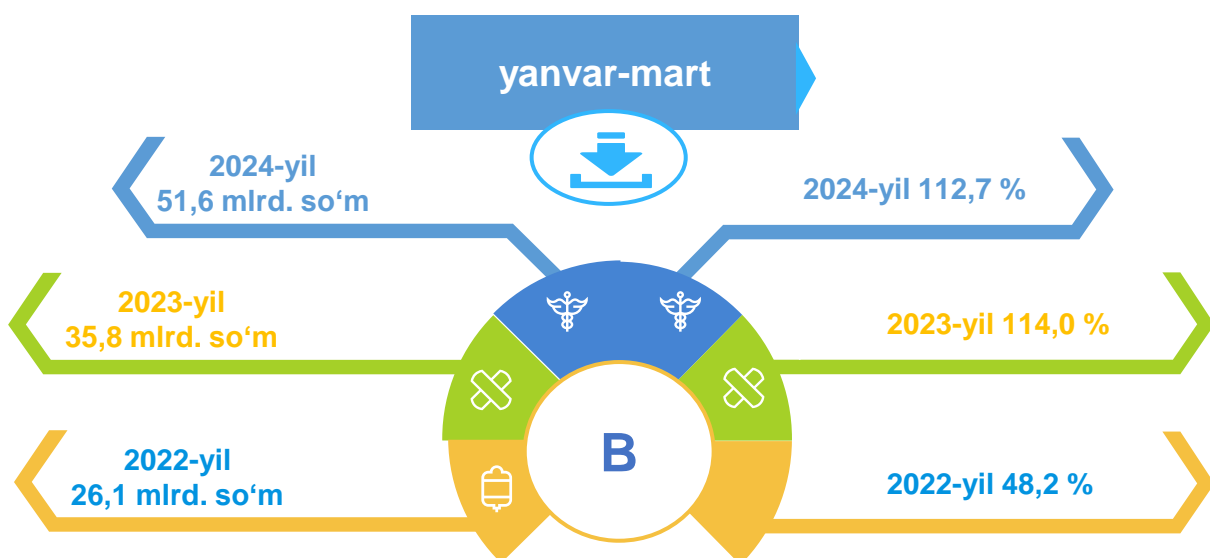 yanvar-mart
2024-yil
51,6 mlrd. so‘m
2024-yil 112,7 %
2023-yil
35,8 mlrd. so‘m
2023-yil 114,0 %
B
2022-yil
26,1 mlrd. so‘m
2022-yil 48,2 %